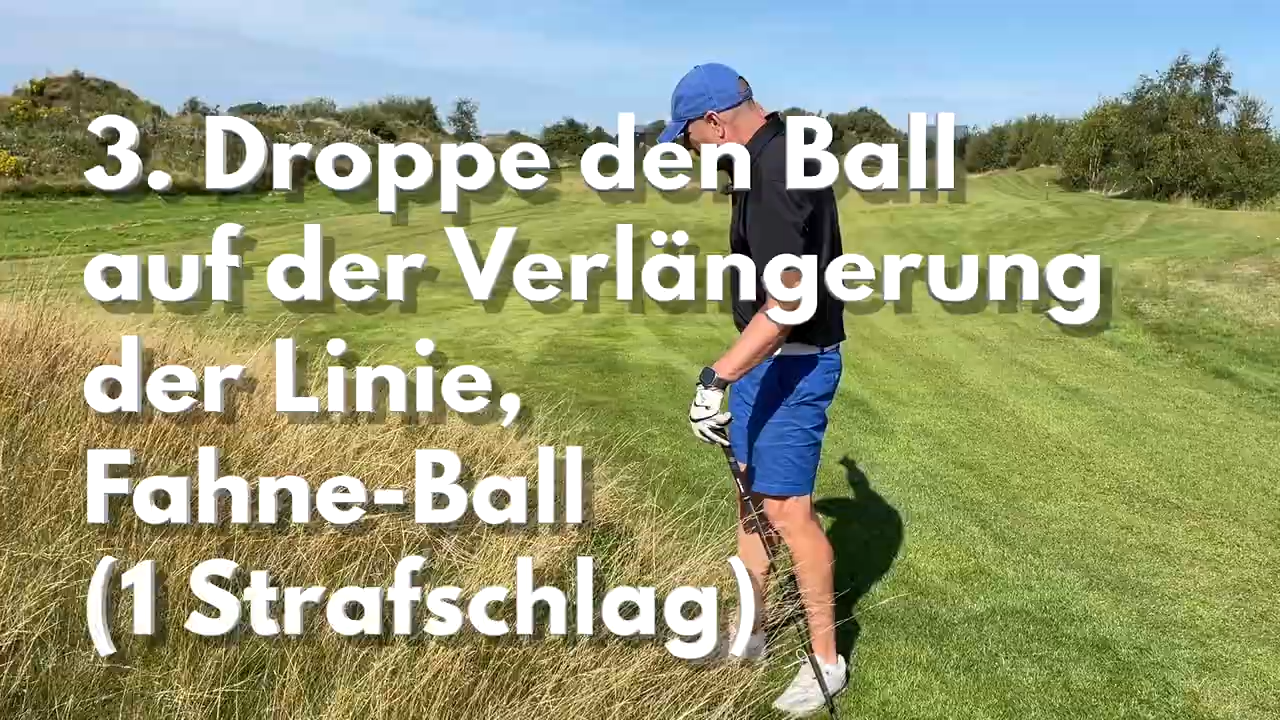 3. Droppe den Ball
auf der Verlängerung
der Linie,
Fahne-Ball
(1 Strafschlag)